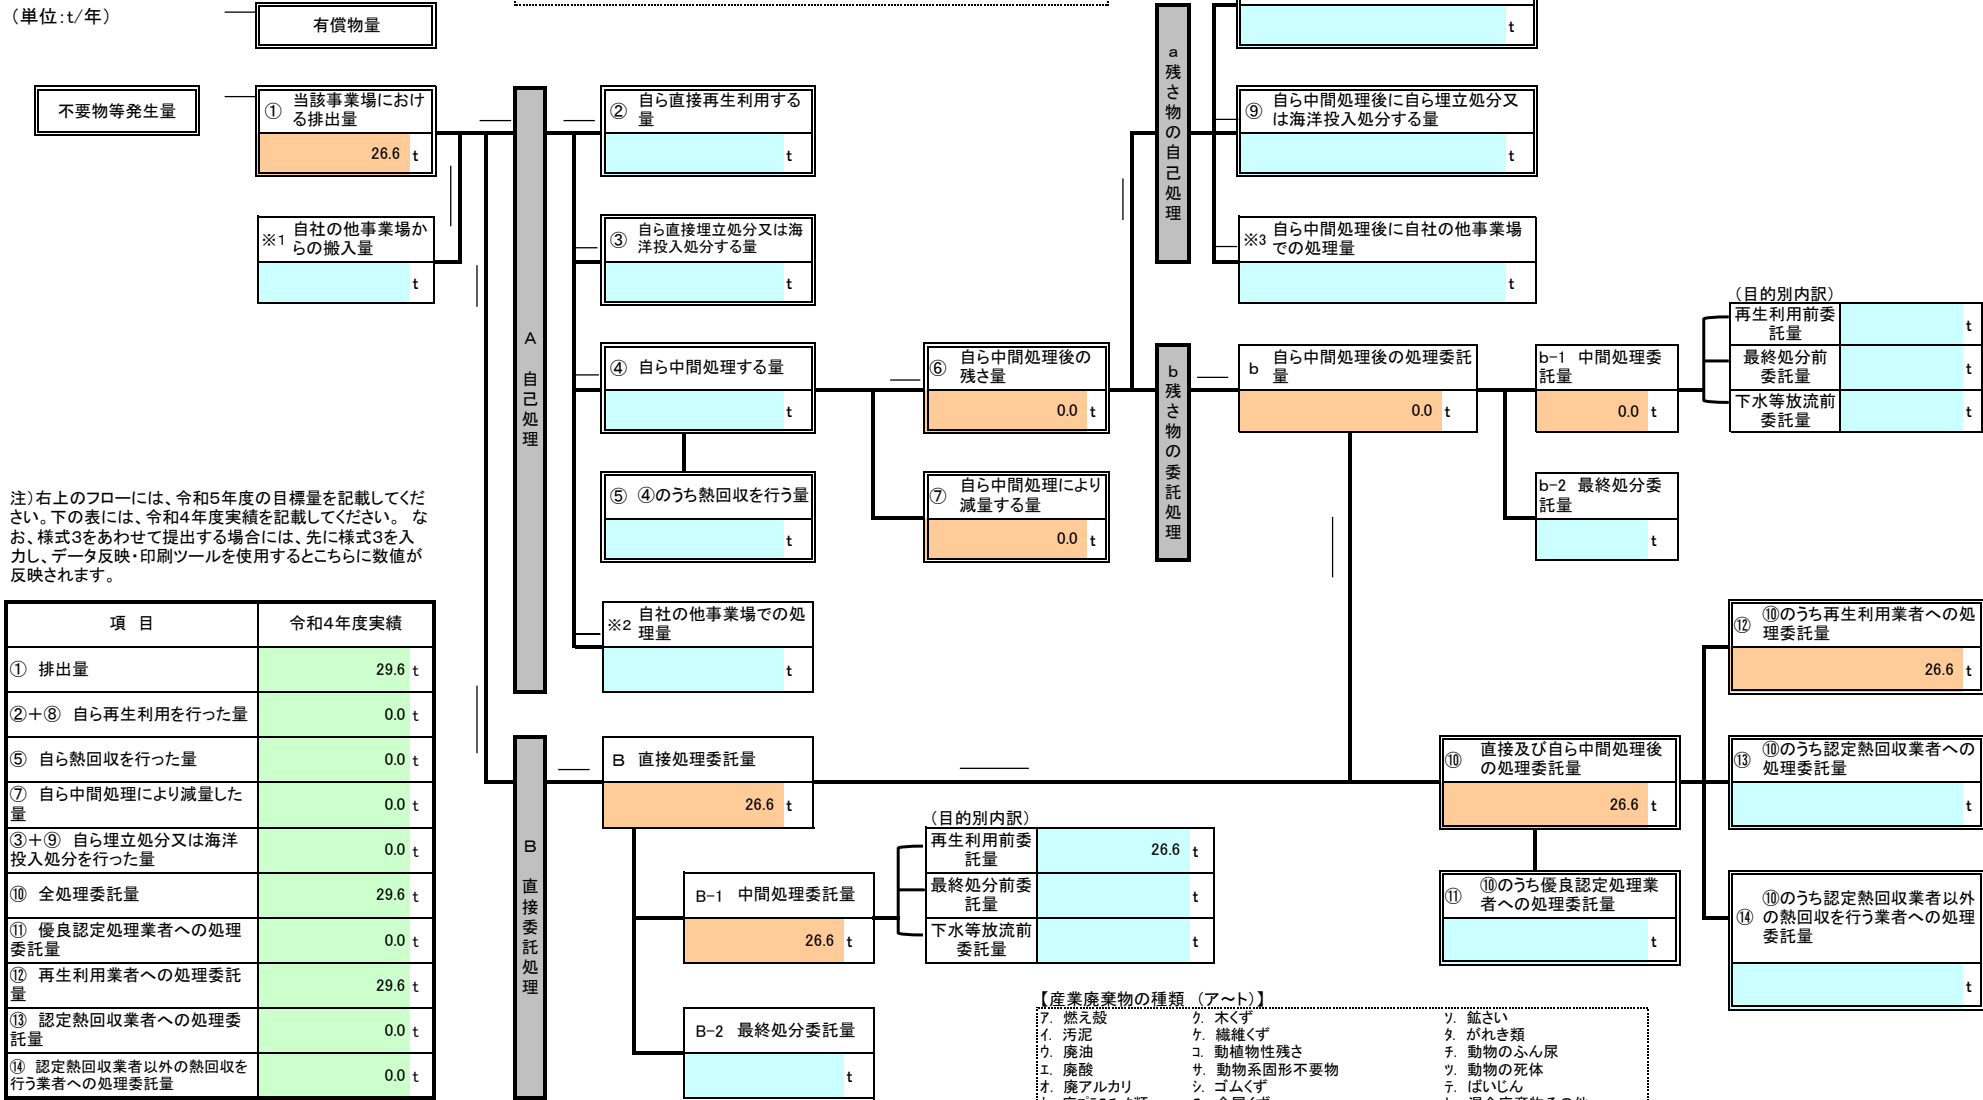 （単位：t/年）
有償物量
t
不要物等発生量
① 当該事業場におけ
る排出量
26.6 t
※1 自社の他事業場か
らの搬入量
t
A 自己処理
② 自ら直接再生利用する
量
t
③ 自ら直接埋立処分又は海
洋投入処分する量
t
④ 自ら中間処理する量
t
⑤ ④のうち熱回収を行う量
t
※2 自社の他事業場での処
理量
t
⑥ 自ら中間処理後の
残さ量
0.0 t
⑦ 自ら中間処理により
減量する量
0.0 t
a 残さ物の自己処理
⑨ 自ら中間処理後に自ら埋立処分又
は海洋投入処分する量
t
※3 自ら中間処理後に自社の他事業場
での処理量
t
b 残さ物の委託処理
b 自ら中間処理後の処理委託
量
0.0 t
b-1 中間処理委
託量
0.0 t
b-2 最終処分委
託量
t
（目的別内訳）
再生利用前委
託量
t
最終処分前
委託量
t
下水等放流前
委託量
t
注）右上のフローには、令和5年度の目標量を記載してくだ
さい。下の表には、令和4年度実績を記載してください。 な
お、様式3をあわせて提出する場合には、先に様式3を入
力し、データ反映・印刷ツールを使用するとこちらに数値が
反映されます。
項 目 令和4年度実績
① 排出量 29.6 t
②＋⑧ 自ら再生利用を行った量 0.0 t
⑤ 自ら熱回収を行った量 0.0 t
⑦ 自ら中間処理により減量した
量 0.0 t
③＋⑨ 自ら埋立処分又は海洋
投入処分を行った量 0.0 t
⑩ 全処理委託量 29.6 t
⑪ 優良認定処理業者への処理
委託量 0.0 t
⑫ 再生利用業者への処理委託
量 29.6 t
⑬ 認定熱回収業者への処理委
託量 0.0 t
⑭ 認定熱回収業者以外の熱回収を
行う業者への処理委託量 0.0 t
B 直接委託処理
B 直接処理委託量
26.6 t
B-1 中間処理委託量
26.6 t
B-2 最終処分委託量
t
（目的別内訳）
再生利用前委
託量
26.6 t
最終処分前委
託量
t
下水等放流前
委託量
t
⑩ 直接及び自ら中間処理後
の処理委託量
26.6 t
⑪ ⑩のうち優良認定処理業
者への処理委託量
t
⑫ ⑩のうち再生利用業者への処
理委託量
26.6 t
⑬ ⑩のうち認定熱回収業者への
処理委託量
t
⑭ ⑩のうち認定熱回収業者以外
の熱回収を行う業者への処理
委託量
t
【産業廃棄物の種類 （ア～ト）】
ア. 燃え殻 ク. 木くず ソ. 鉱さい
イ. 汚泥 ケ. 繊維くず タ. がれき類
ウ. 廃油 コ. 動植物性残さ チ. 動物のふん尿
エ. 廃酸 サ. 動物系固形不要物 ツ. 動物の死体
オ. 廃アルカリ シ. ゴムくず テ. ばいじん